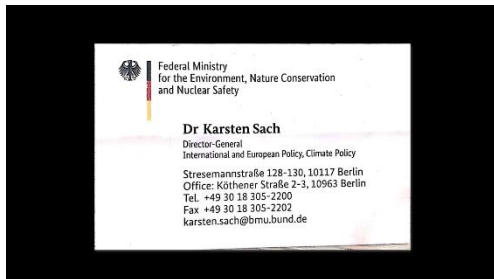 Federal Ministry
for the Environment, Nature Conservation
and Nuclear Safety
Dr Karsten Sach
Director-General
International and European Policy, Climate Policy
Stresemannstraße 128-130, 10117 Berlin
Office: Köthener Straße 2-3, 10963 Berlin
Tel. +49 30 18 305-2200
Fax +49 30 18 305-2202
karsten.sach@bmu.bund.de